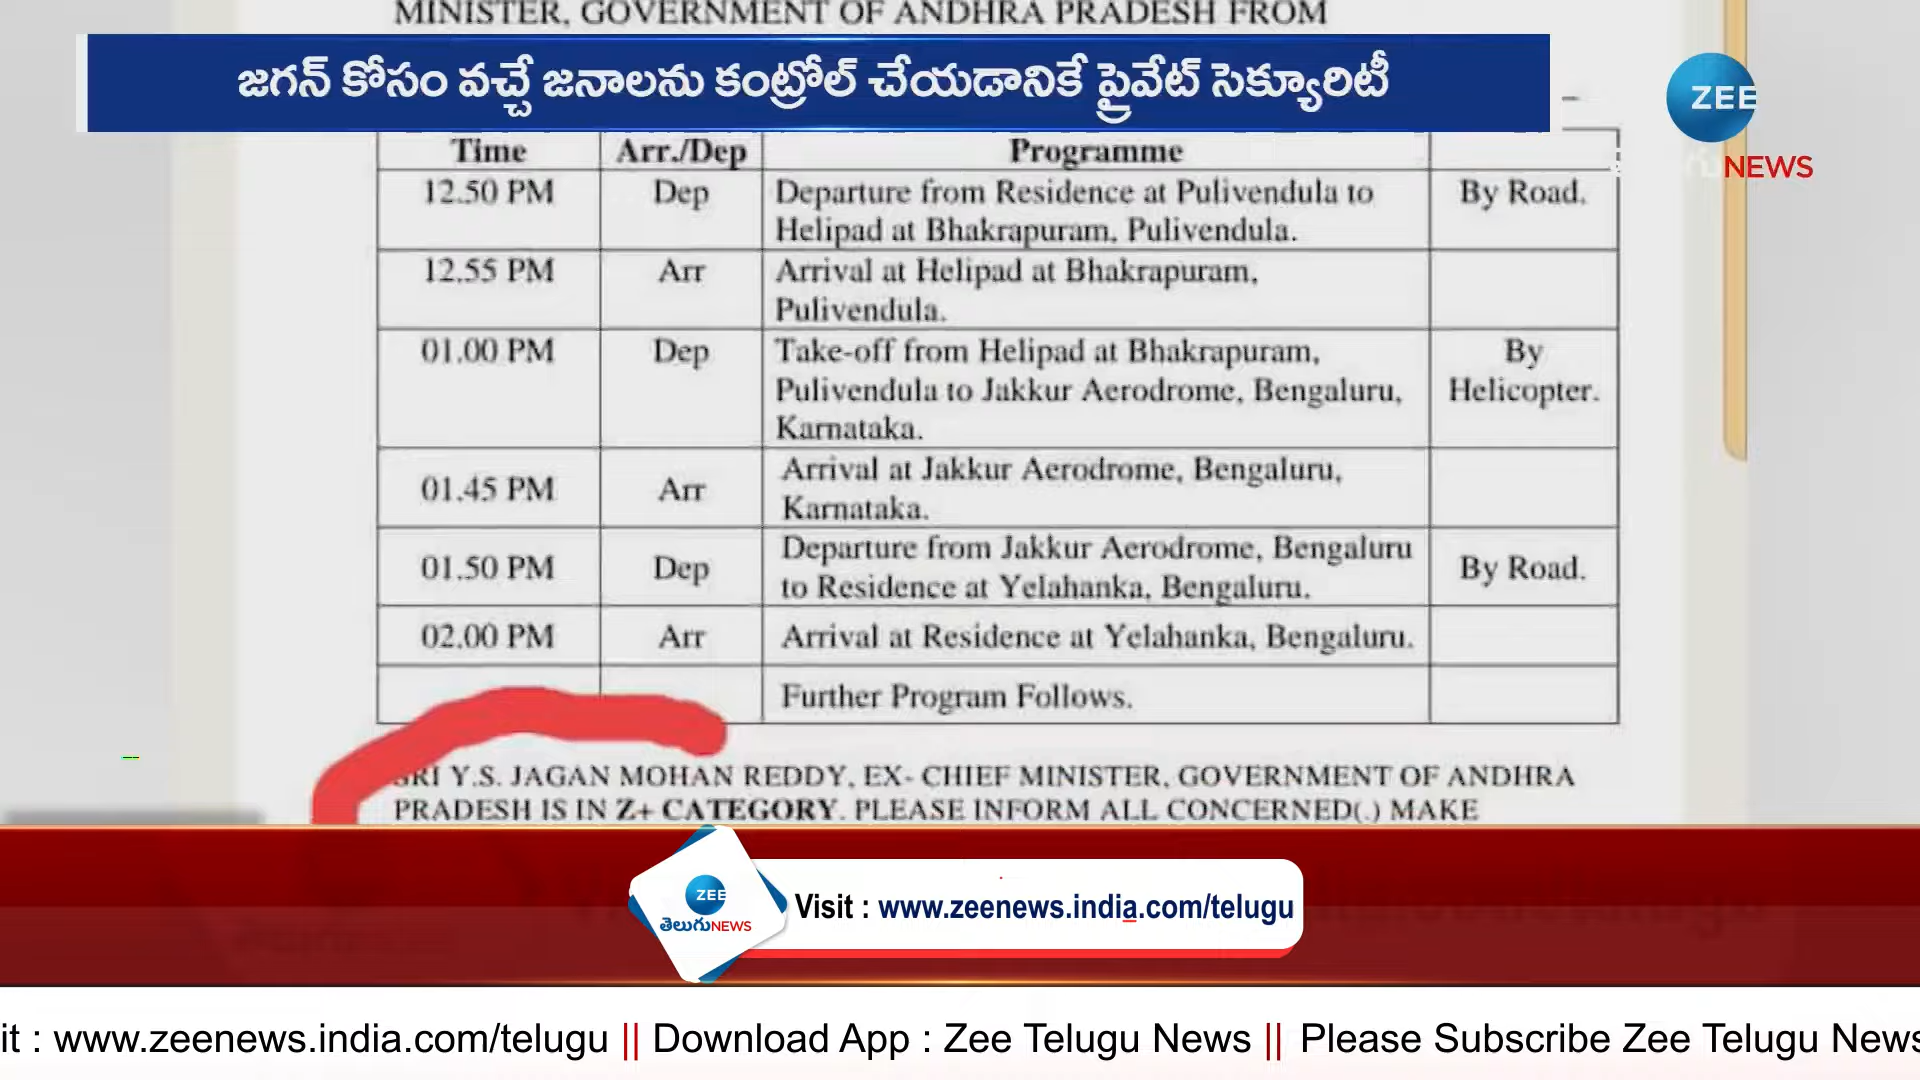 MINISTER, GOVERNMENT OF ANDHRA PRADESH FROM
జగన్ కోసం వచ్చే జనాలను కంట్రోల్ చేయడానికే ప్రైవేట్ సెక్యూరిటీ
ZEE
NEWS
Time Arr./Dep Programme
12.50 PM Dep Departure from Residence at Pulivendula to By Road.
Helipad at Bhakrapuram, Pulivendula.
12.55 PM Arr Arrival at Helipad at Bhakrapuram,
Pulivendula.
01.00 PM Dep Take-off from Helipad at Bhakrapuram, By
Pulivendula to Jakkur Aerodrome, Bengaluru, Helicopter.
Karnataka.
01.45 PM Arr Arrival at Jakkur Aerodrome, Bengaluru,
Karnataka.
01.50 PM Dep Departure from Jakkur Aerodrome, Bengaluru By Road.
to Residence at Yelahanka, Bengaluru.
02.00 PM Arr Arrival at Residence at Yelahanka, Bengaluru.
Further Program Follows.
SRI Y.S. JAGAN MOHAN REDDY, EX- CHIEF MINISTER, GOVERNMENT OF ANDHRA
PRADESH IS IN Z+ CATEGORY. PLEASE INFORM ALL CONCERNED(.) MAKE
ZEE
తెలుగు NEWS
Visit : www.zeenews.india.com/telugu
it : www.zeenews.india.com/telugu || Download App : Zee Telugu News || Please Subscribe Zee Telugu News